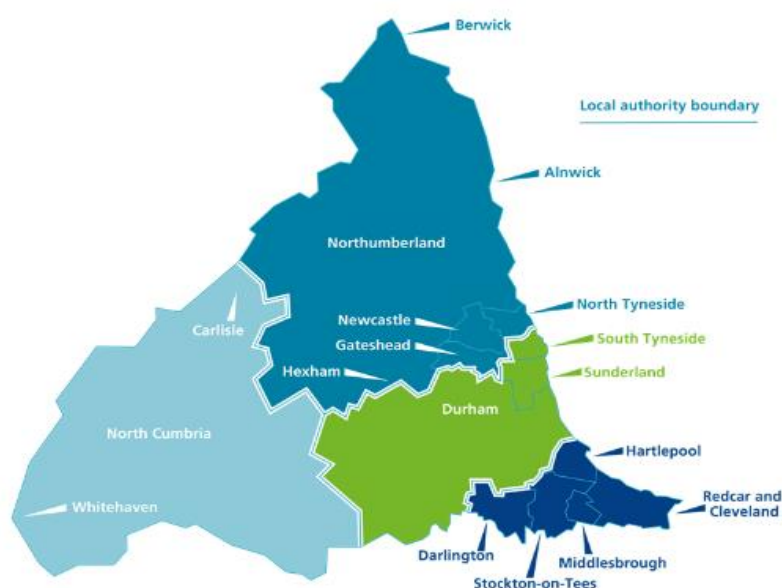 Berwick
Local authority boundary
Alnwick
Northumberland
North Tyneside
Newcastle
Carlisle
South Tyneside
Gateshead
Hexham
Sunderland
Durham
North Cumbria
Hartlepool
Redcar and
Cleveland
Whitehaven
Darlington
Middlesbrough
Stockton-on-Tees